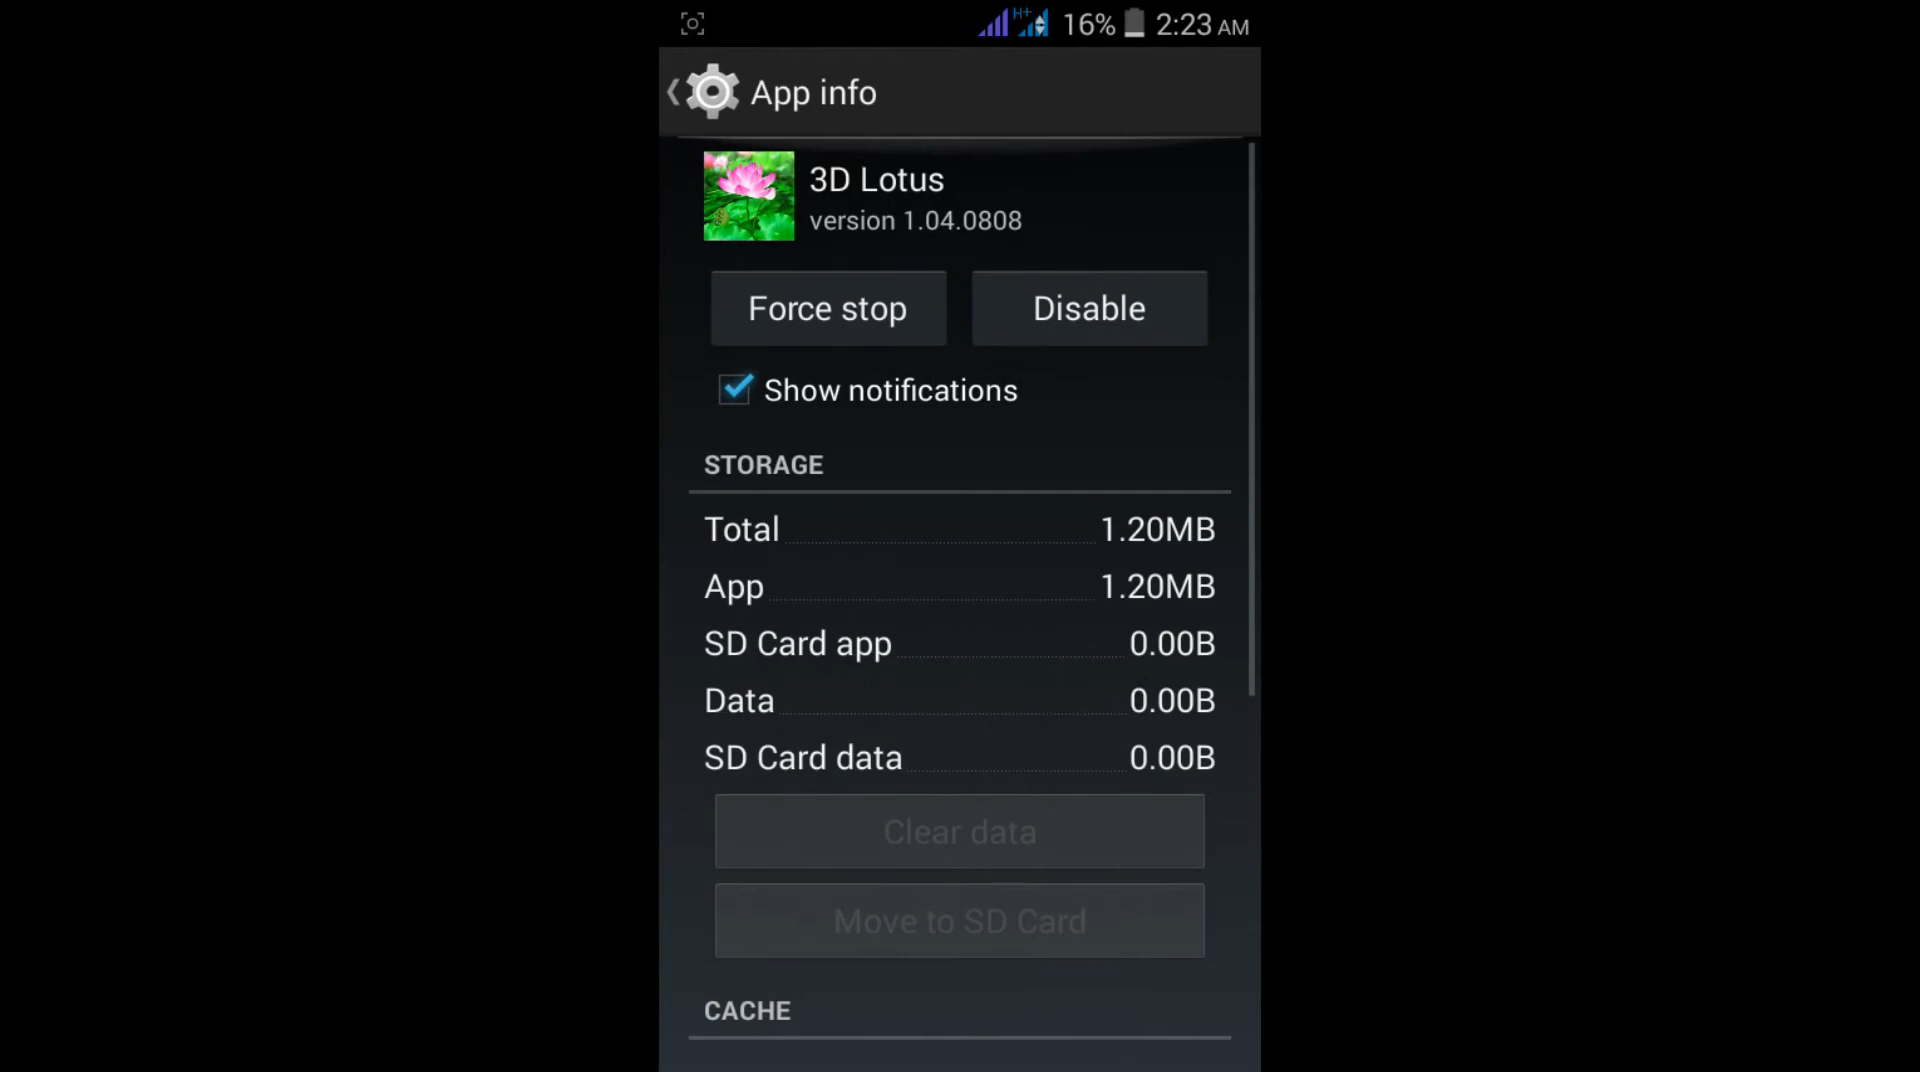 H+ 16% 2:23 AM
App info
3D Lotus
version 1.04.0808
Force stop Disable
Show notifications
STORAGE
Total 1.20MB
App 1.20MB
SD Card app 0.00B
Data 0.00B
SD Card data 0.00B
Clear data
Move to SD Card
CACHE